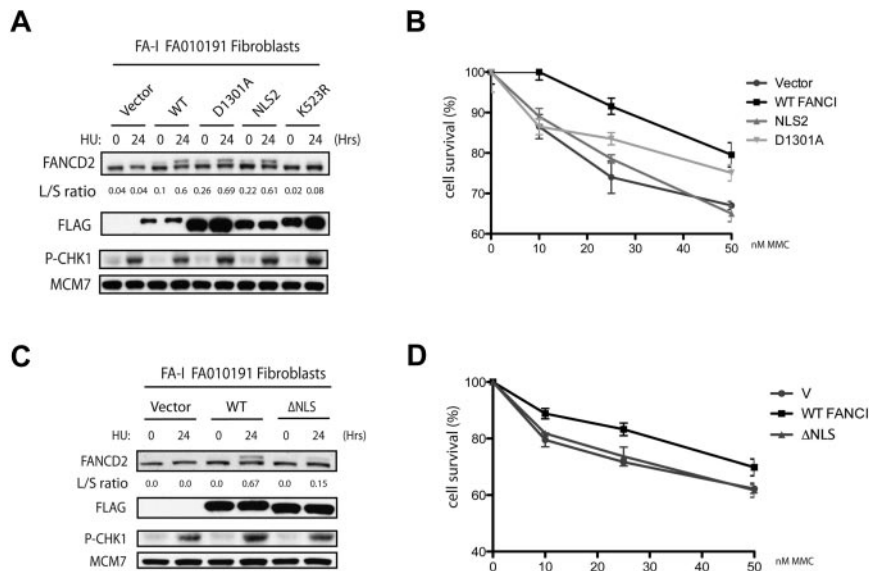 A
FA-I FA010191 Fibroblasts
Vector WT D1301A NLS2 K523R
HU: 0 24 0 24 0 24 0 24 0 24 (Hrs)
FANCD2
L/S ratio 0.04 0.04 0.1 0.6 0.26 0.69 0.22 0.61 0.02 0.08
FLAG
P-CHK1
MCM7
B
cell survival (%)
100
90
80
70
60
0 10 20 30 40 50 nM MMC
Vector
WT FANCI
NLS2
D1301A
C
FA-I FA010191 Fibroblasts
Vector WT ΔNLS
HU: 0 24 0 24 0 24 (Hrs)
FANCD2
L/S ratio 0.0 0.0 0.0 0.67 0.0 0.15
FLAG
P-CHK1
MCM7
D
cell survival (%)
100
80
60
40
0 10 20 30 40 50 nM MMC
V
WT FANCI
ΔNLS